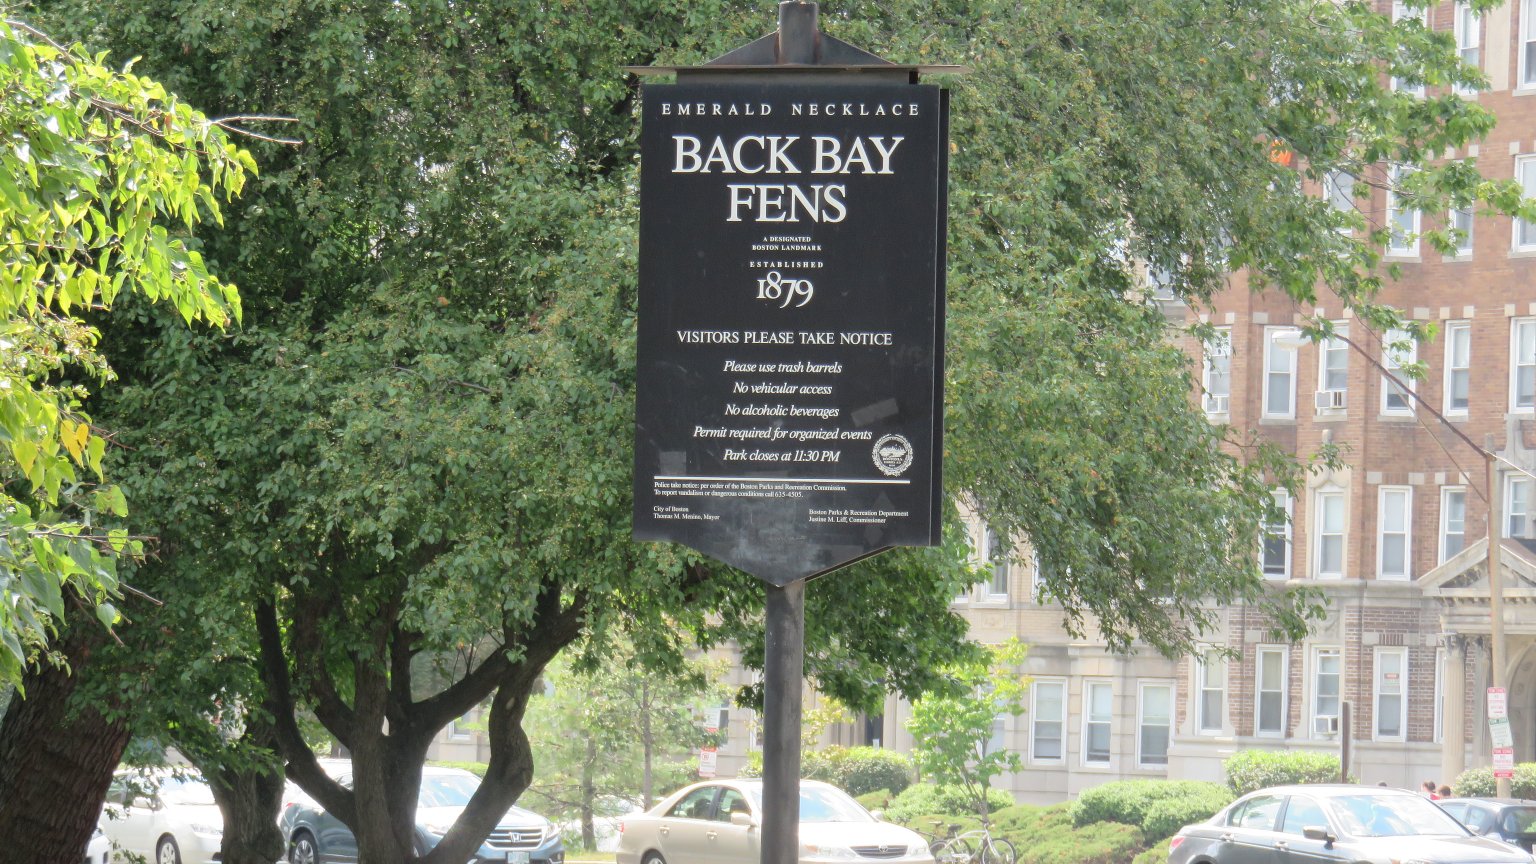 EMERALD NECKLACE
BACK BAY
FENS
A DESIGNATED
BOSTON LANDMARK
ESTABLISHED
1879
VISITORS PLEASE TAKE NOTICE
Please use trash barrels
No vehicular access
No alcoholic beverages
Permit required for organized events
Park closes at 11:30 PM
Police take notice: per order of the Boston Parks and Recreation Commission.
To report vandalism or dangerous conditions call 635-4505.
City of Boston
Thomas M. Menino, Mayor
Boston Parks & Recreation Department
Justine M. Liff, Commissioner